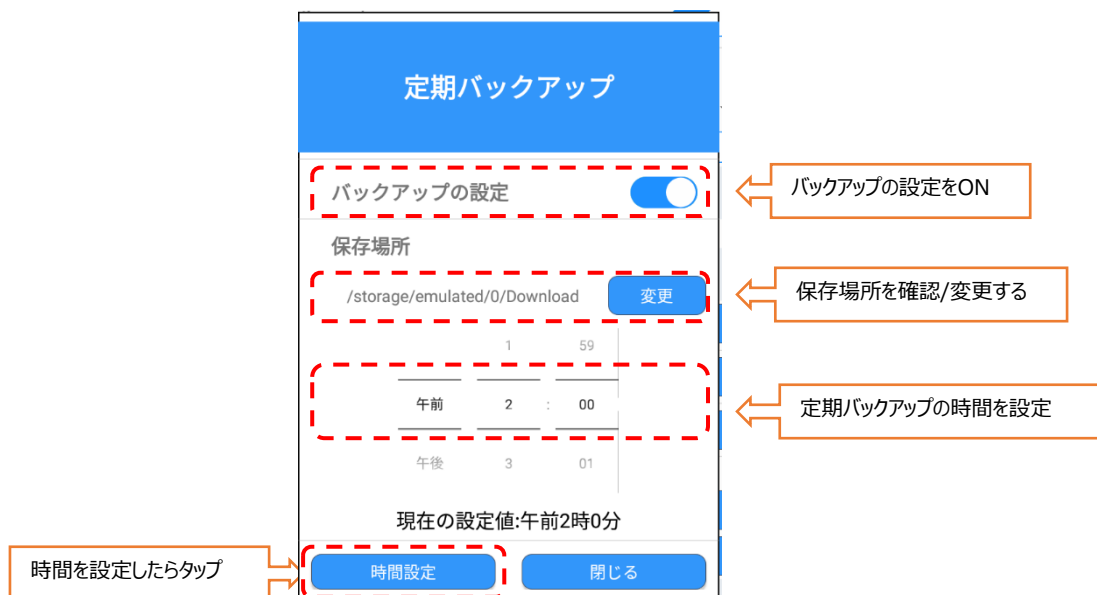 定期バックアップ
バックアップの設定
バックアップの設定をON
保存場所
/storage/emulated/0/Download
変更
保存場所を確認/変更する
1 59
午前 2 : 00
定期バックアップの時間を設定
午後 3 01
現在の設定値:午前2時0分
時間を設定したらタップ
時間設定
閉じる